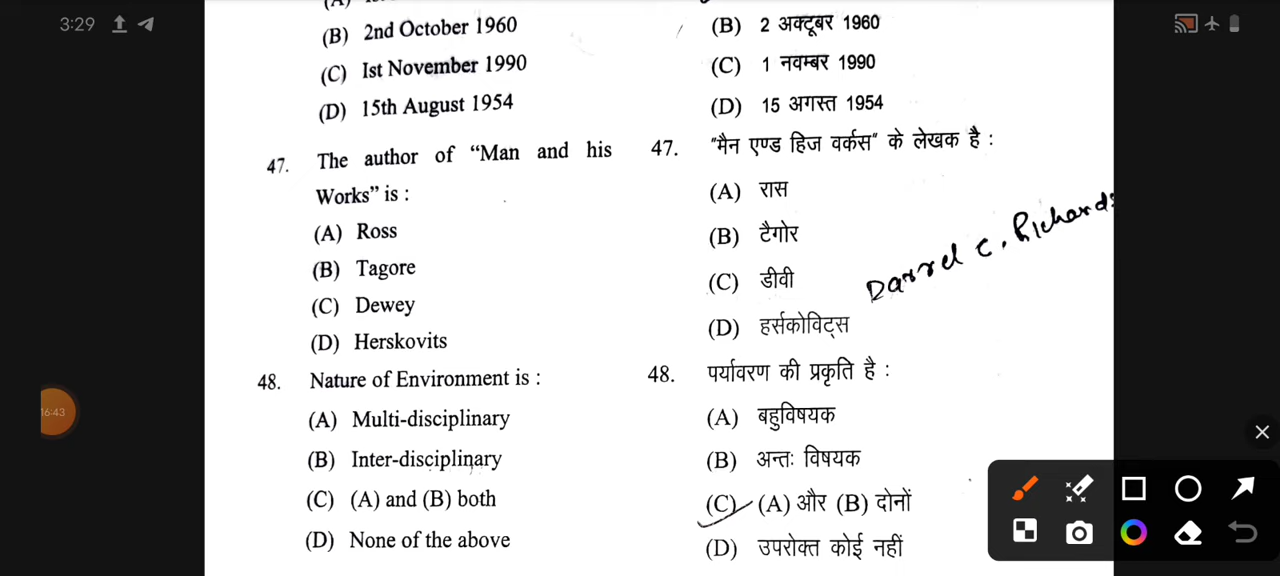 3:29
(B) 2nd October 1960
(C) Ist November 1990
(D) 15th August 1954
47. The author of “Man and his
Works” is :
(A) Ross
(B) Tagore
(C) Dewey
(D) Herskovits
48. Nature of Environment is :
(A) Multi-disciplinary
(B) Inter-disciplinary
(C) (A) and (B) both
(D) None of the above
(B) 2 अक्टूबर 1960
(C) 1 नवम्बर 1990
(D) 15 अगस्त 1954
47. "मैन एण्ड हिज वर्कस" के लेखक है :
(A) रास
(B) टैगोर
(C) डीवी
(D) हर्सकोविट्स
Darrel C. Richards
48. पर्यावरण की प्रकृति है :
(A) बहुविषयक
(B) अन्तः विषयक
(C) (A) और (B) दोनों
(D) उपरोक्त कोई नहीं
16:43